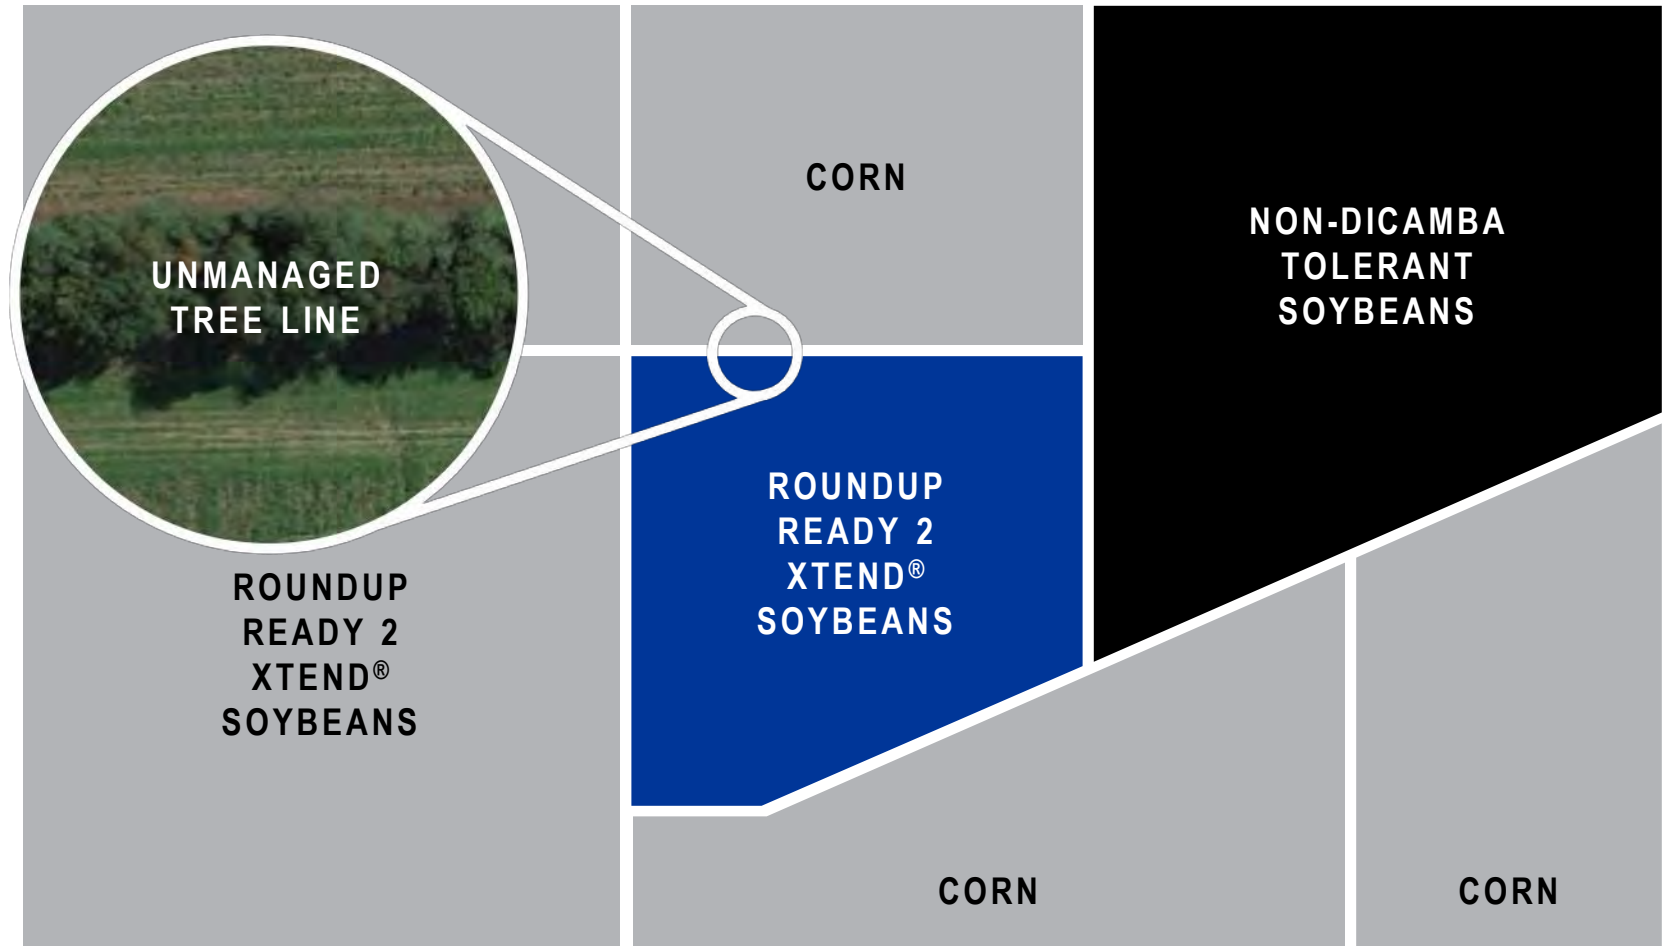 CORN
NON-DICAMBA
TOLERANT
SOYBEANS
UNMANAGED
TREE LINE
ROUNDUP
READY 2
XTEND®
SOYBEANS
ROUNDUP
READY 2
XTEND®
SOYBEANS
CORN
CORN